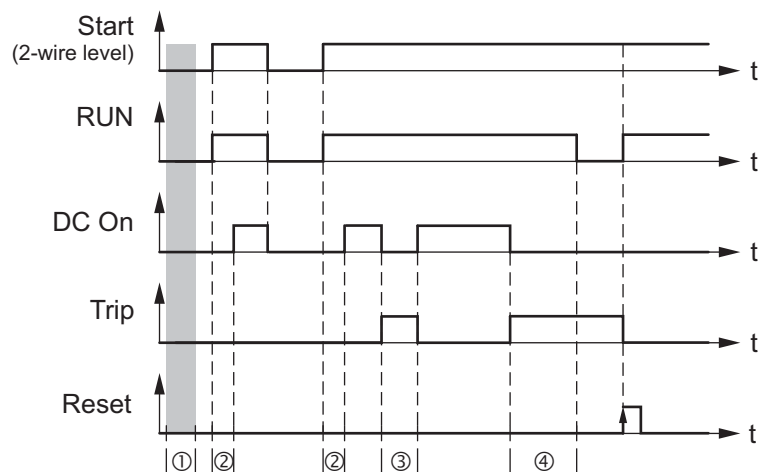 Start
(2-wire level)
t
RUN
t
DC On
t
Trip
t
Reset
t
① ② ② ③ ④